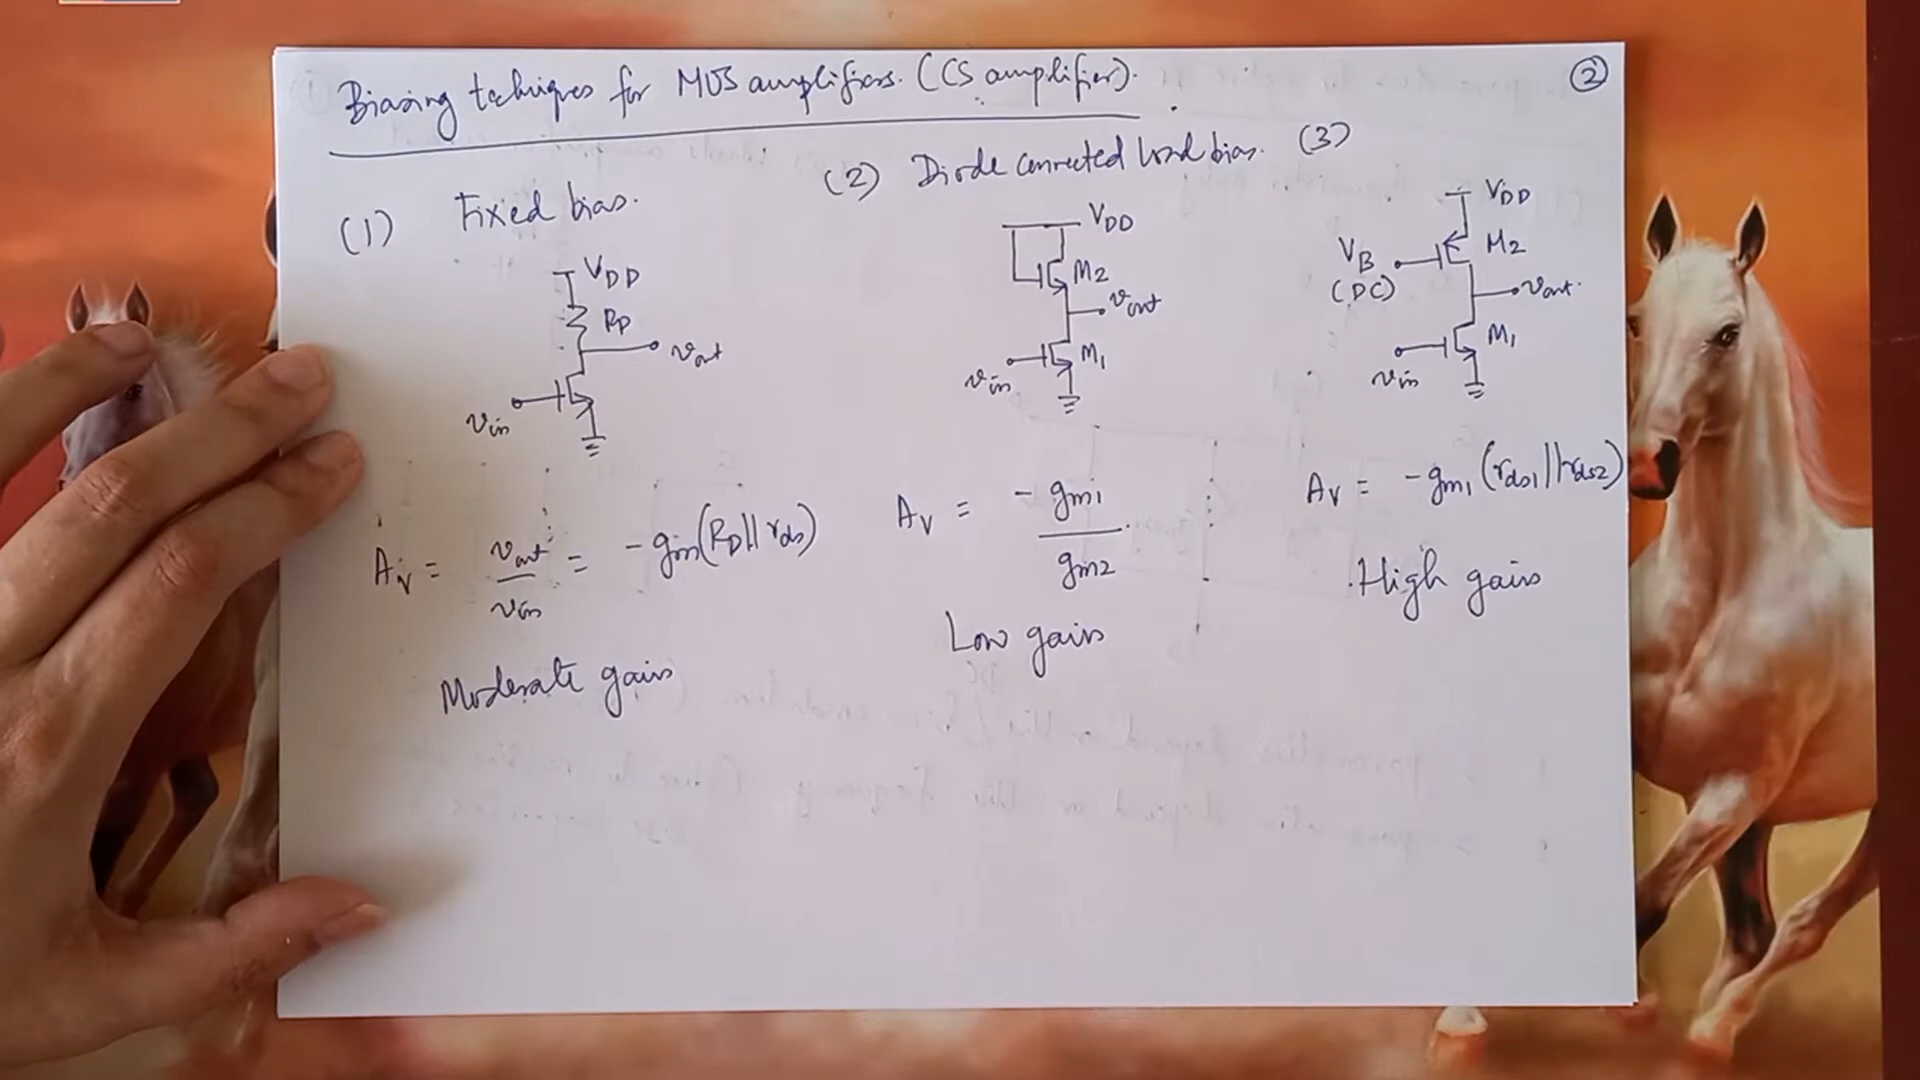 Biasing techniques for MOS amplifiers. (CS amplifier).
②
(1) Fixed bias.
VDD
RD
vout
vin
Av = vout/vin = -gm(RD||rds)
Moderate gain
(2) Diode connected load bias.
VDD
M2
vout
M1
vin
Av = -gm1/gm2
Low gain
(3)
VDD
VB
(DC)
M2
vout.
M1
vin
Av = -gm1(rds1||rds2)
High gain